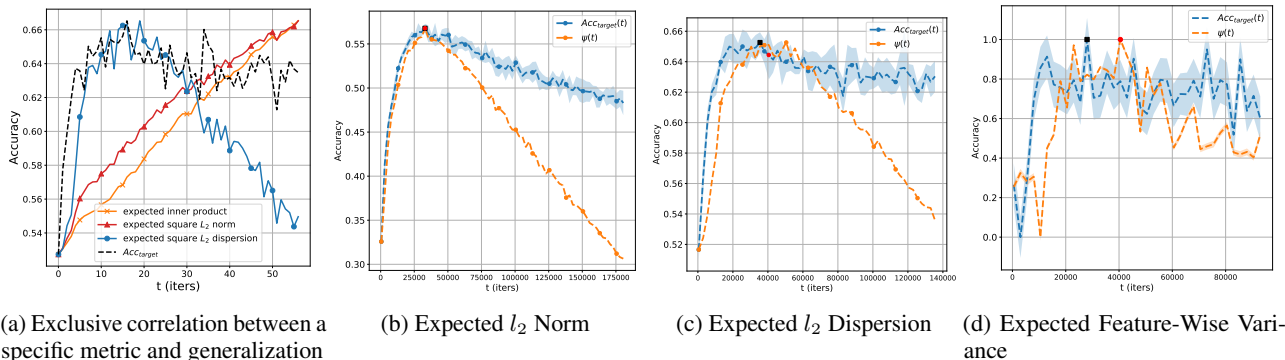 0.66
0.64
0.62
0.60
0.58
0.56
0.54
Accuracy
expected inner product
expected square L₂ norm
expected square L₂ dispersion
Acc_target
0 10 20 30 40 50
t (iters)
(a) Exclusive correlation between a
specific metric and generalization
0.55
0.50
0.45
0.40
0.35
0.30
Accuracy
Acc_target(t)
ψ(t)
0 25000 50000 75000 100000 125000 150000 175000
t (iters)
(b) Expected l₂ Norm
0.66
0.64
0.62
0.60
0.58
0.56
0.54
0.52
Accuracy
Acc_target(t)
ψ(t)
0 20000 40000 60000 80000 100000 120000 140000
t (iters)
(c) Expected l₂ Dispersion
1.0
0.8
0.6
0.4
0.2
0.0
Accuracy
Acc_target(t)
ψ(t)
0 20000 40000 60000 80000
t (iters)
(d) Expected Feature-Wise Vari-
ance